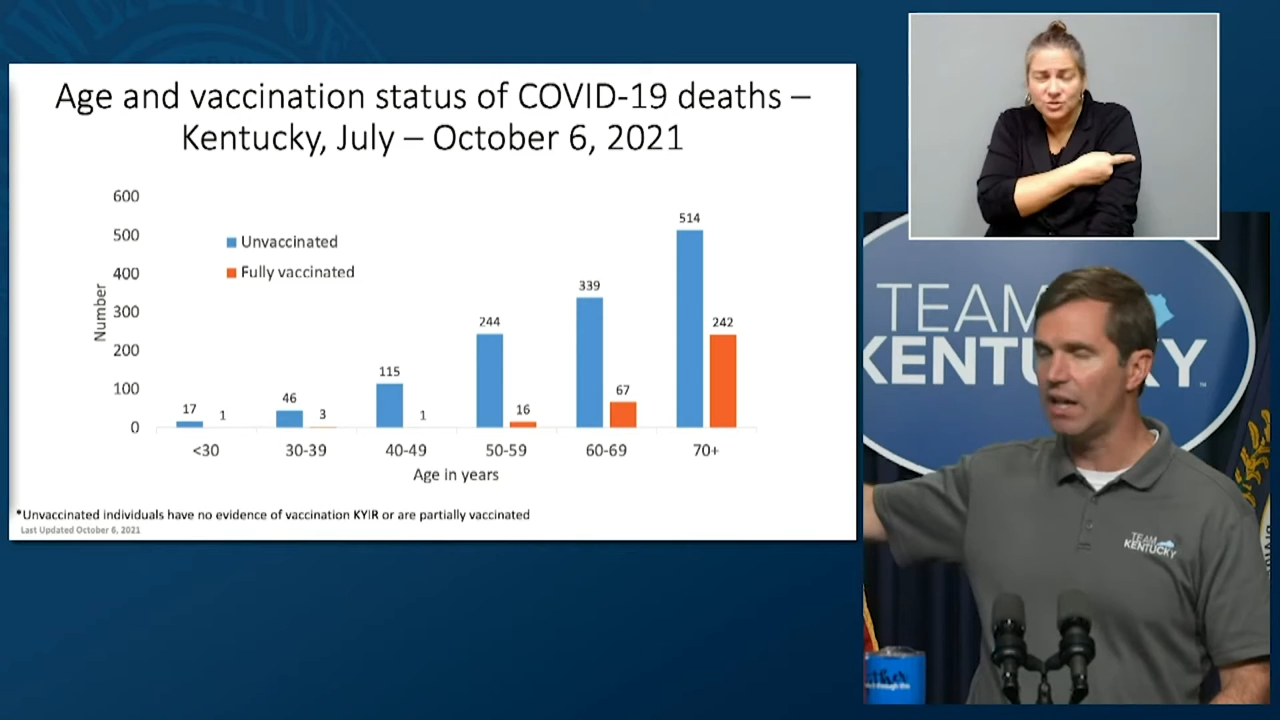 Age and vaccination status of COVID-19 deaths –
Kentucky, July – October 6, 2021
600
500
400
300
200
100
0
Number
Unvaccinated
Fully vaccinated
17
1
46
3
115
1
244
16
339
67
514
242
<30
30-39
40-49
50-59
60-69
70+
Age in years
*Unvaccinated individuals have no evidence of vaccination KYIR or are partially vaccinated
Last Updated October 6, 2021
TEAM
KENTUCKY
TEAM
KENTUCKY